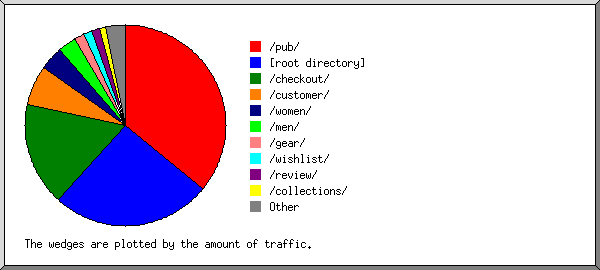 /pub/
[root directory]
/checkout/
/customer/
/women/
/men/
/gear/
/wishlist/
/review/
/collections/
Other
The wedges are plotted by the amount of traffic.